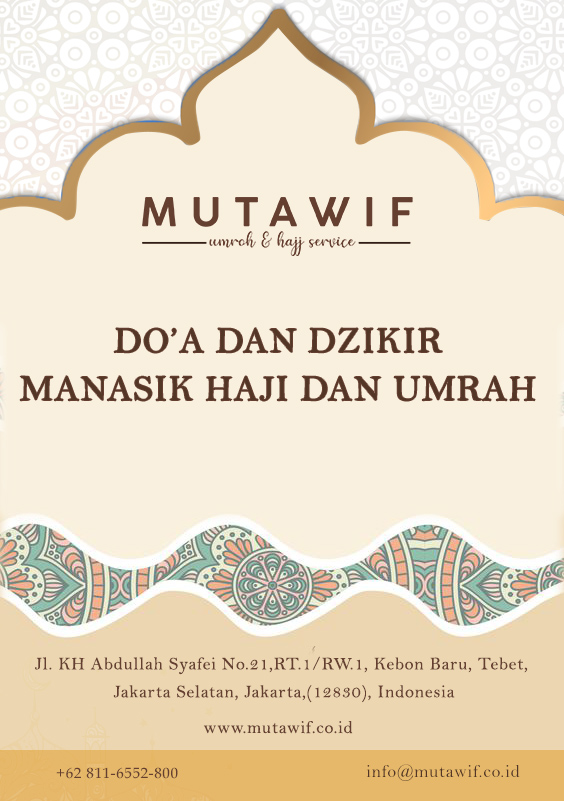 MUTAWIF
umroh & hajj service
DO’A DAN DZIKIR
MANASIK HAJI DAN UMRAH
Jl. KH Abdullah Syafei No.21,RT.1/RW.1, Kebon Baru, Tebet,
Jakarta Selatan, Jakarta,(12830), Indonesia
www.mutawif.co.id
+62 811-6552-800
info@mutawif.co.id